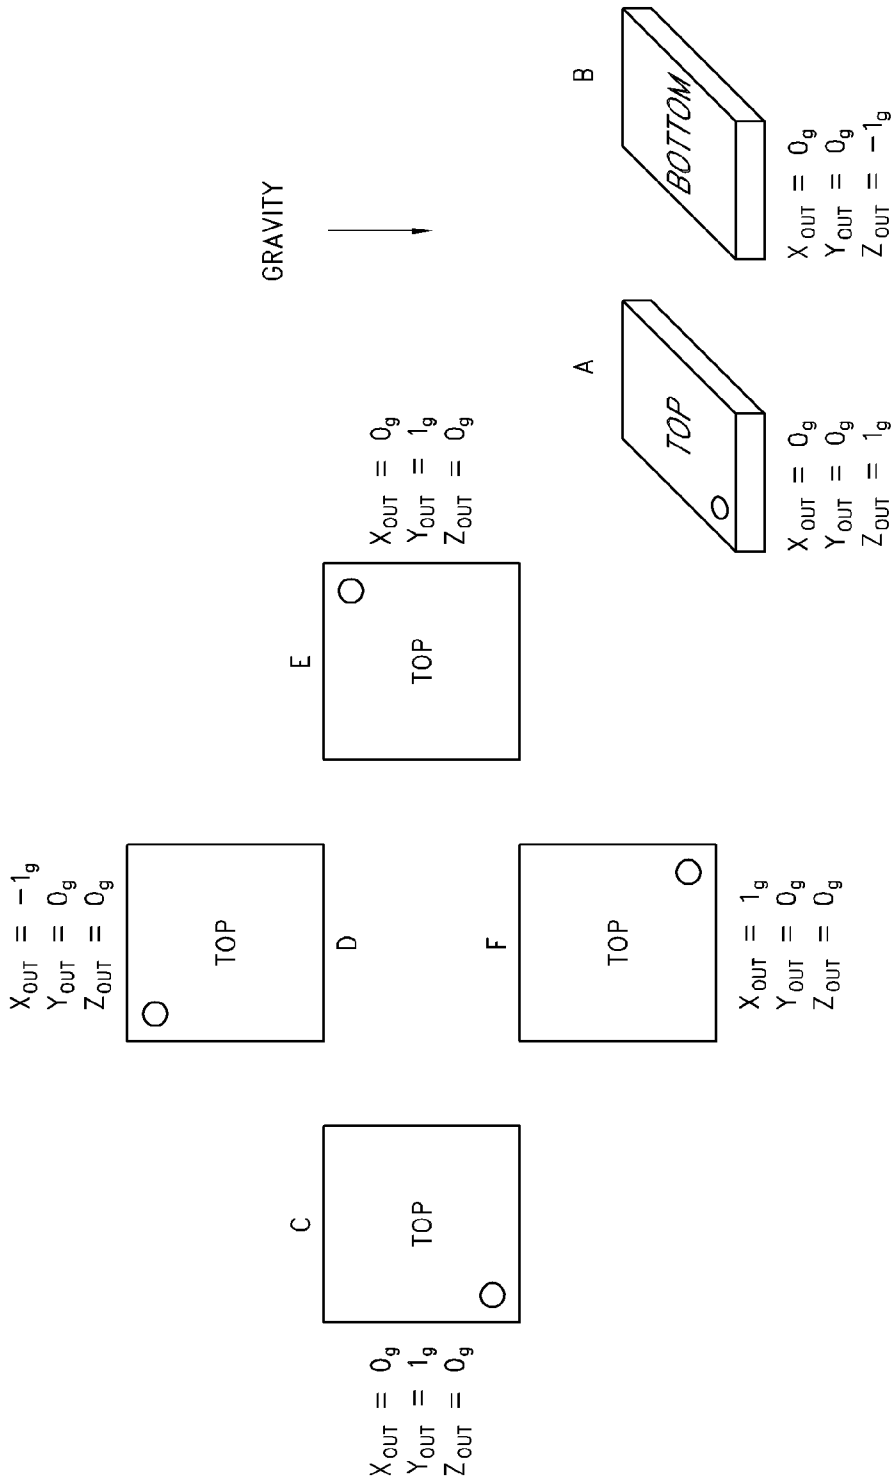 X_OUT = -1g
Y_OUT = 0g
Z_OUT = 0g
TOP
D
GRAVITY
C
X_OUT = 0g
Y_OUT = 1g
Z_OUT = 0g
TOP
E
TOP
X_OUT = 0g
Y_OUT = 1g
Z_OUT = 0g
F
TOP
X_OUT = 1g
Y_OUT = 0g
Z_OUT = 0g
A
TOP
X_OUT = 0g
Y_OUT = 0g
Z_OUT = 1g
B
BOTTOM
X_OUT = 0g
Y_OUT = 0g
Z_OUT = -1g